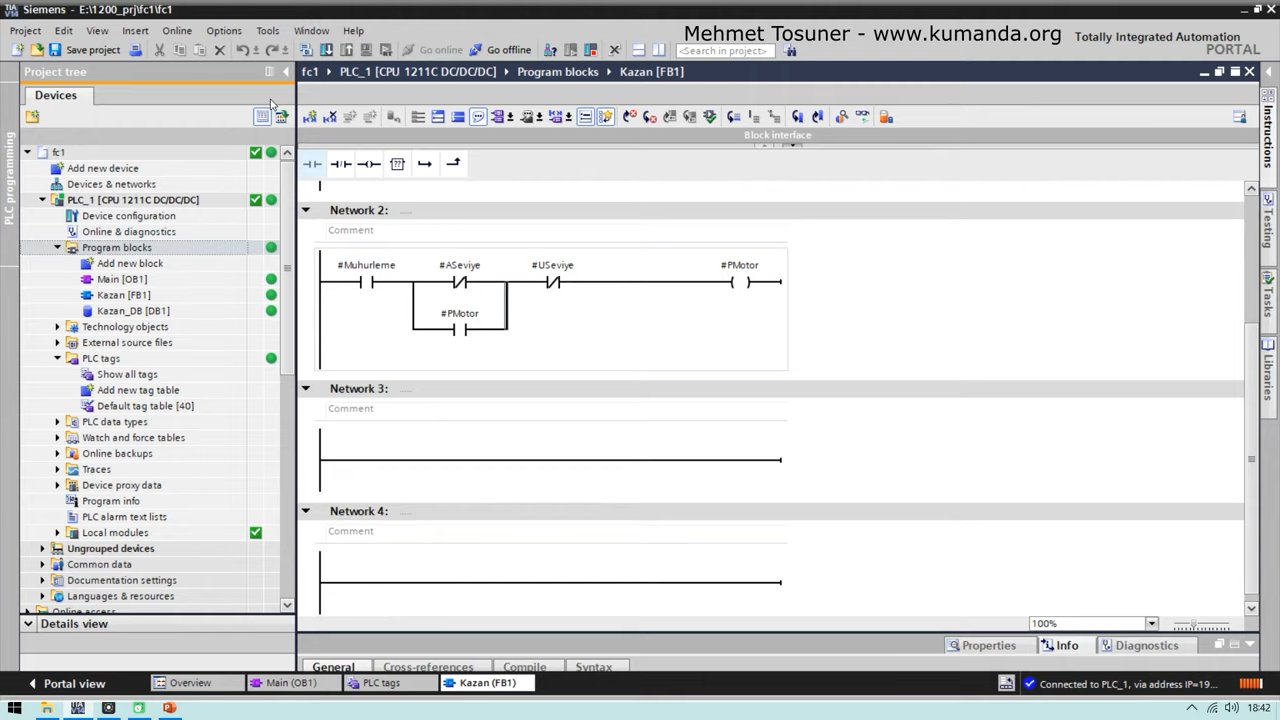 Siemens - E:\1200_prj\fc1\fc1
Project Edit View Insert Online Options Tools Window Help
Mehmet Tosuner - www.kumanda.org
Totally Integrated Automation
PORTAL
Save project
Go online
Go offline
<Search in project>
Project tree
fc1 PLC_1 [CPU 1211C DC/DC/DC] Program blocks Kazan [FB1]
Devices
PLC programming
Block interface
fc1
Add new device
Devices & networks
PLC_1 [CPU 1211C DC/DC/DC]
Device configuration
Online & diagnostics
Program blocks
Add new block
Main [OB1]
Kazan [FB1]
Kazan_DB [DB1]
Technology objects
External source files
PLC tags
Show all tags
Add new tag table
Default tag table [40]
PLC data types
Watch and force tables
Online backups
Traces
Device proxy data
Program info
PLC alarm text lists
Local modules
Ungrouped devices
Common data
Documentation settings
Languages & resources
Online access
Details view
Network 2:
Comment
#Muhurleme #ASeviye #USeviye #PMotor
#PMotor
Network 3:
Comment
Network 4:
Comment
100%
Instructions
Testing
Tasks
Libraries
Properties Info Diagnostics
General Cross-references Compile Syntax
Portal view Overview Main (OB1) PLC tags Kazan (FB1)
Connected to PLC_1, via address IP=19...
18:42